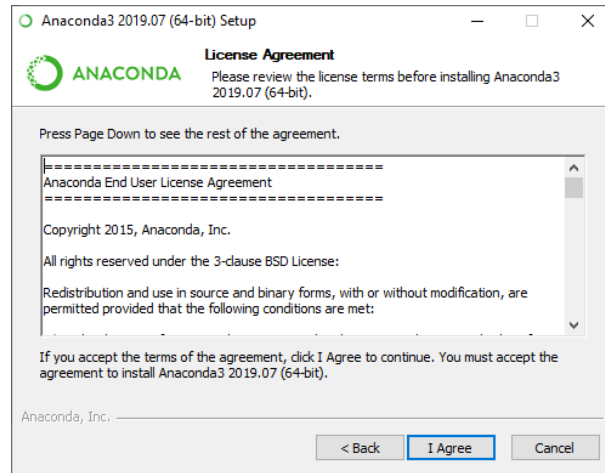 Anaconda3 2019.07 (64-bit) Setup
ANACONDA
License Agreement
Please review the license terms before installing Anaconda3
2019.07 (64-bit).
Press Page Down to see the rest of the agreement.
===================================
Anaconda End User License Agreement
===================================
Copyright 2015, Anaconda, Inc.
All rights reserved under the 3-clause BSD License:
Redistribution and use in source and binary forms, with or without modification, are
permitted provided that the following conditions are met:
If you accept the terms of the agreement, click I Agree to continue. You must accept the
agreement to install Anaconda3 2019.07 (64-bit).
Anaconda, Inc.
< Back
I Agree
Cancel